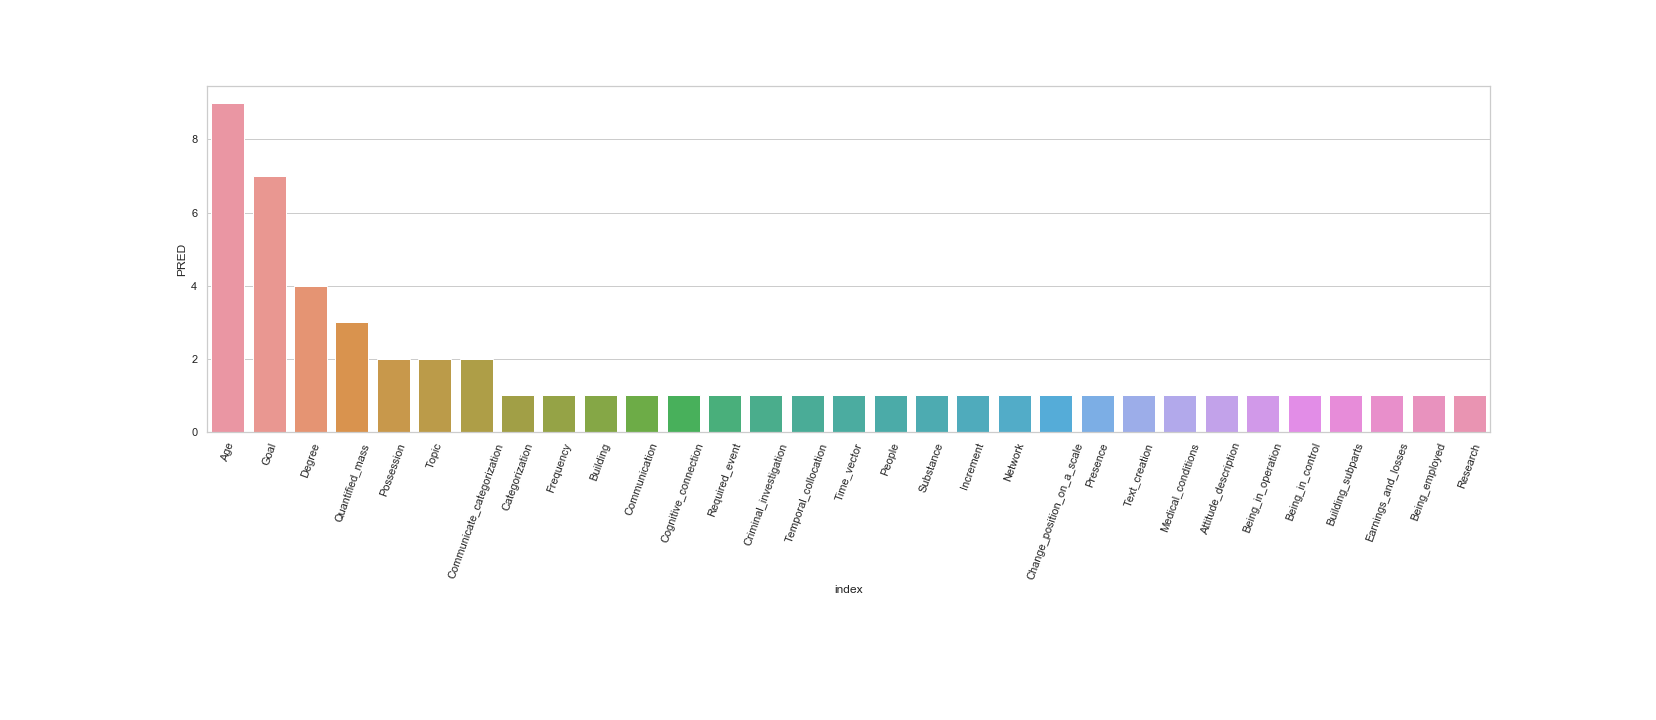 8
6
4
2
0
PRED
Age
Goal
Degree
Quantified_mass
Possession
Topic
Communicate_categorization
Categorization
Frequency
Building
Communication
Cognitive_connection
Required_event
Criminal_investigation
Temporal_collocation
Time_vector
People
Substance
Increment
Network
Change_position_on_a_scale
Presence
Text_creation
Medical_conditions
Attitude_description
Being_in_operation
Being_in_control
Building_subparts
Earnings_and_losses
Being_employed
Research
index